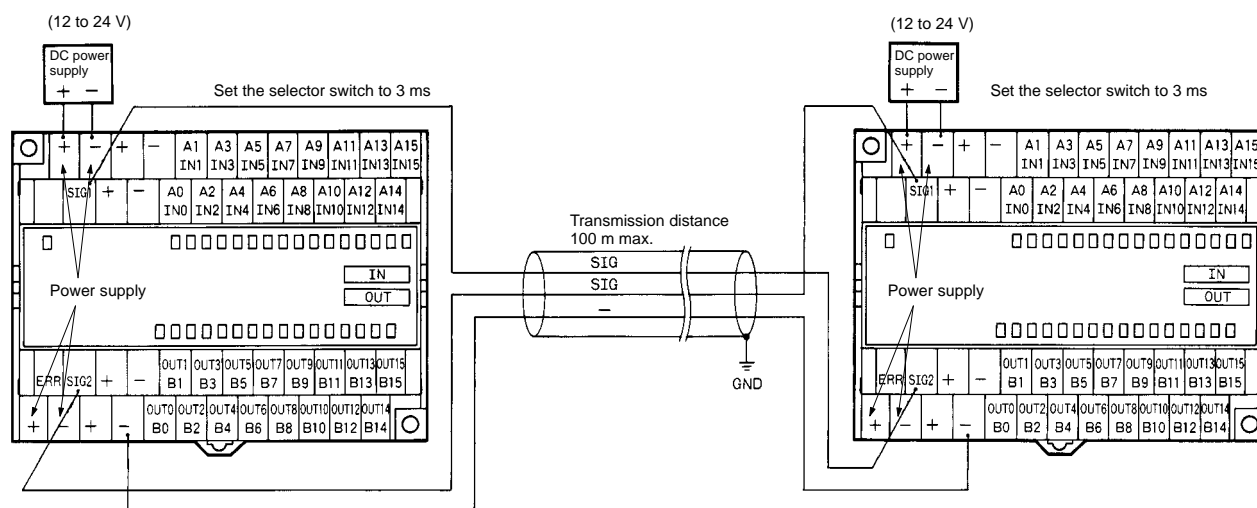 (12 to 24 V)
DC power
supply
+ −
Set the selector switch to 3 ms
+ − + − A1 A3 A5 A7 A9 A11 A13 A15
IN1 IN3 IN5 IN7 IN9 IN11 IN13 IN15
SIG1 + − A0 A2 A4 A6 A8 A10 A12 A14
IN0 IN2 IN4 IN6 IN8 IN10 IN12 IN14
IN
Power supply
OUT
OUT1 OUT3 OUT5 OUT7 OUT9 OUT11 OUT13 OUT15
ERR SIG2 + − B1 B3 B5 B7 B9 B11 B13 B15
OUT0 OUT2 OUT4 OUT6 OUT8 OUT10 OUT12 OUT14
+ − + − B0 B2 B4 B6 B8 B10 B12 B14
Transmission distance
100 m max.
SIG
SIG
−
GND
(12 to 24 V)
DC power
supply
+ −
Set the selector switch to 3 ms
+ − + − A1 A3 A5 A7 A9 A11 A13 A15
IN1 IN3 IN5 IN7 IN9 IN11 IN13 IN15
SIG1 + − A0 A2 A4 A6 A8 A10 A12 A14
IN0 IN2 IN4 IN6 IN8 IN10 IN12 IN14
IN
Power supply
OUT
OUT1 OUT3 OUT5 OUT7 OUT9 OUT11 OUT13 OUT15
ERR SIG2 + − B1 B3 B5 B7 B9 B11 B13 B15
OUT0 OUT2 OUT4 OUT6 OUT8 OUT10 OUT12 OUT14
+ − + − B0 B2 B4 B6 B8 B10 B12 B14